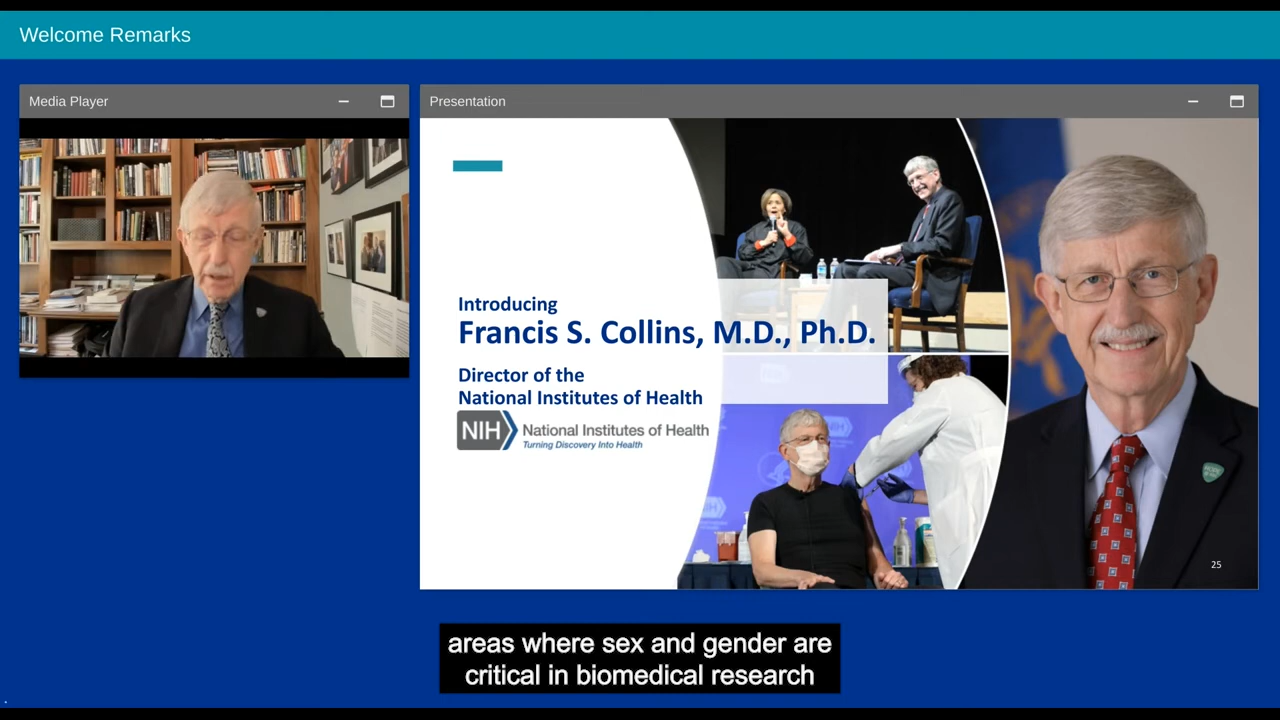 Welcome Remarks
Media Player
Presentation
Introducing
Francis S. Collins, M.D., Ph.D.
Director of the
National Institutes of Health
NIH National Institutes of Health
Turning Discovery Into Health
25
areas where sex and gender are
critical in biomedical research